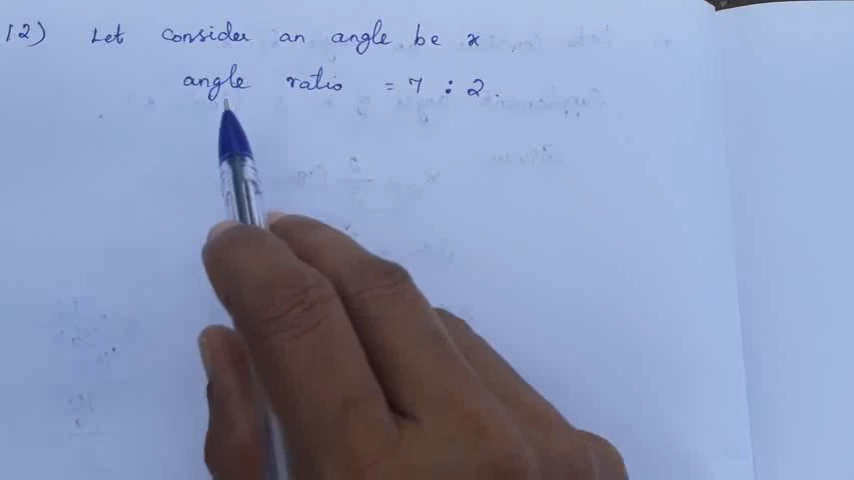 12) Let consider an angle be x
angle ratio = 7 : 2.